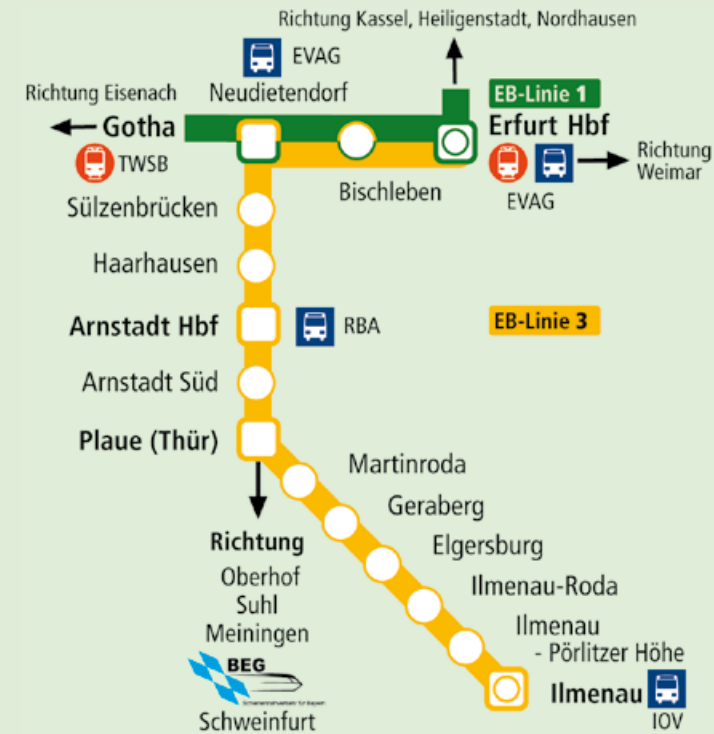 Richtung Kassel, Heiligenstadt, Nordhausen
EVAG
Richtung Eisenach
Neudietendorf
EB-Linie 1
Gotha
Erfurt Hbf
TWSB
Richtung
Weimar
Bischleben
EVAG
Sülzenbrücken
Haarhausen
Arnstadt Hbf
RBA
EB-Linie 3
Arnstadt Süd
Plaue (Thür)
Martinroda
Geraberg
Elgersburg
Ilmenau-Roda
Ilmenau
- Pörlitzer Höhe
Ilmenau
IOV
Richtung
Oberhof
Suhl
Meiningen
BEG
Schweinfurt